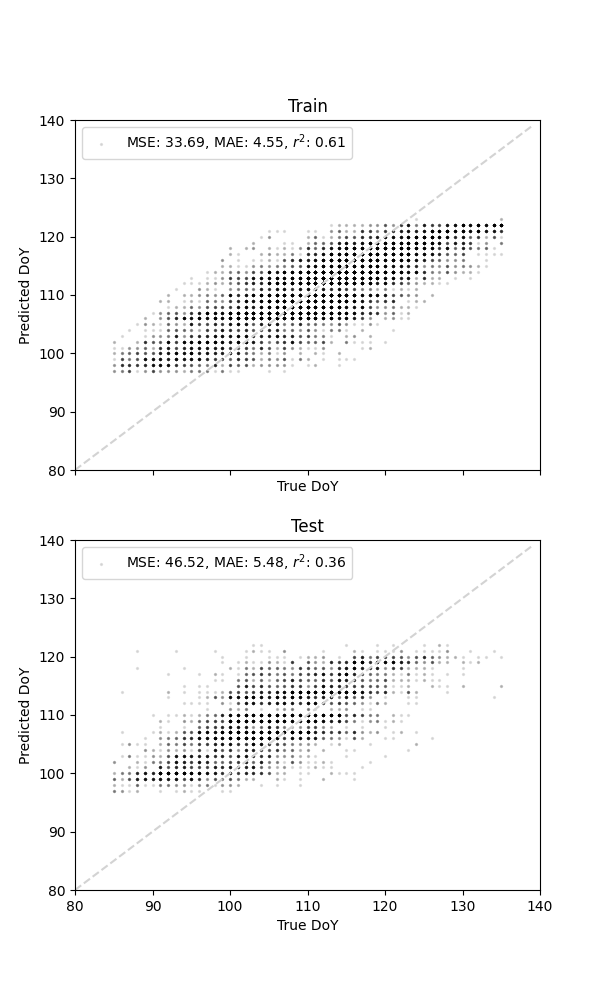 Train
MSE: 33.69, MAE: 4.55, r²: 0.61
140
130
120
110
100
90
80
Predicted DoY
True DoY
Test
MSE: 46.52, MAE: 5.48, r²: 0.36
140
130
120
110
100
90
80
Predicted DoY
80 90 100 110 120 130 140
True DoY